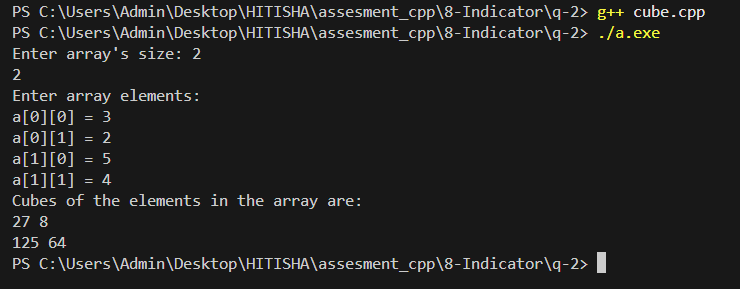 PS C:\Users\Admin\Desktop\HITISHA\assesment_cpp\8-Indicator\q-2> g++ cube.cpp
PS C:\Users\Admin\Desktop\HITISHA\assesment_cpp\8-Indicator\q-2> ./a.exe
Enter array's size: 2
2
Enter array elements:
a[0][0] = 3
a[0][1] = 2
a[1][0] = 5
a[1][1] = 4
Cubes of the elements in the array are:
27 8
125 64
PS C:\Users\Admin\Desktop\HITISHA\assesment_cpp\8-Indicator\q-2>